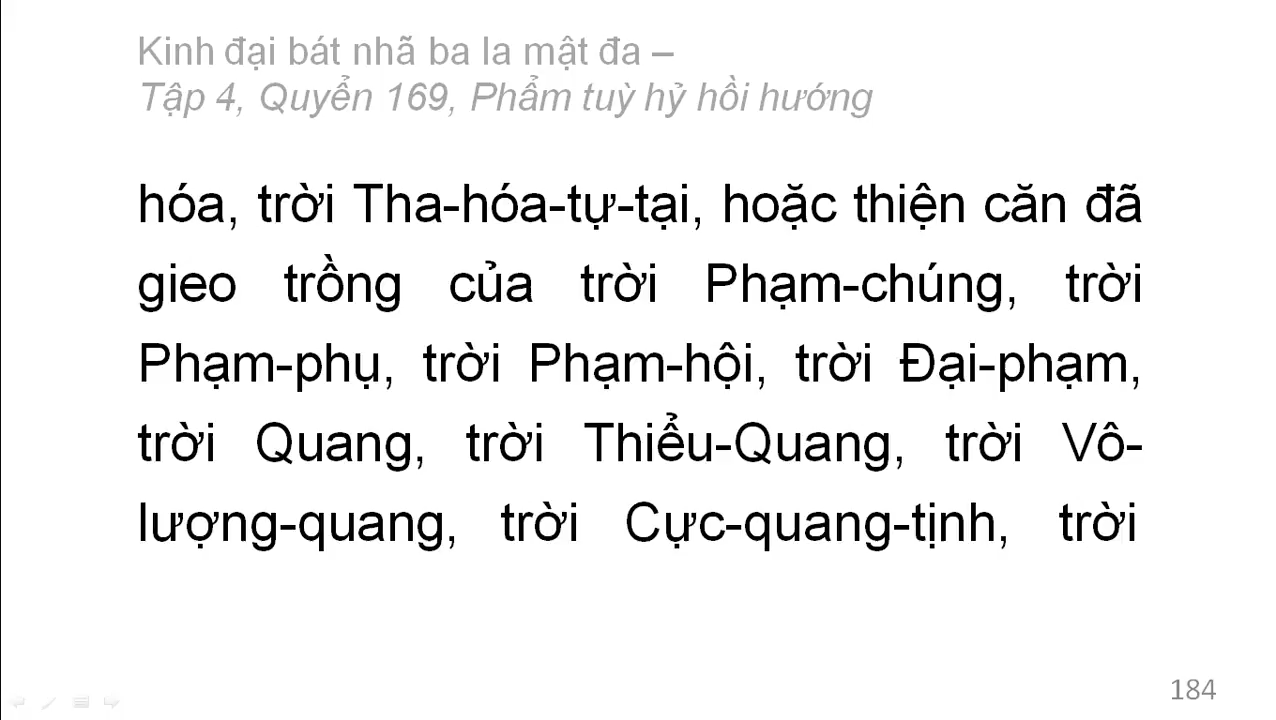 Kinh đại bát nhã ba la mật đa –
Tập 4, Quyển 169, Phẩm tuỳ hỷ hồi hướng
hóa, trời Tha-hóa-tự-tại, hoặc thiện căn đã
gieo trồng của trời Phạm-chúng, trời
Phạm-phụ, trời Phạm-hội, trời Đại-phạm,
trời Quang, trời Thiểu-Quang, trời Vô-
lượng-quang, trời Cực-quang-tịnh, trời
184